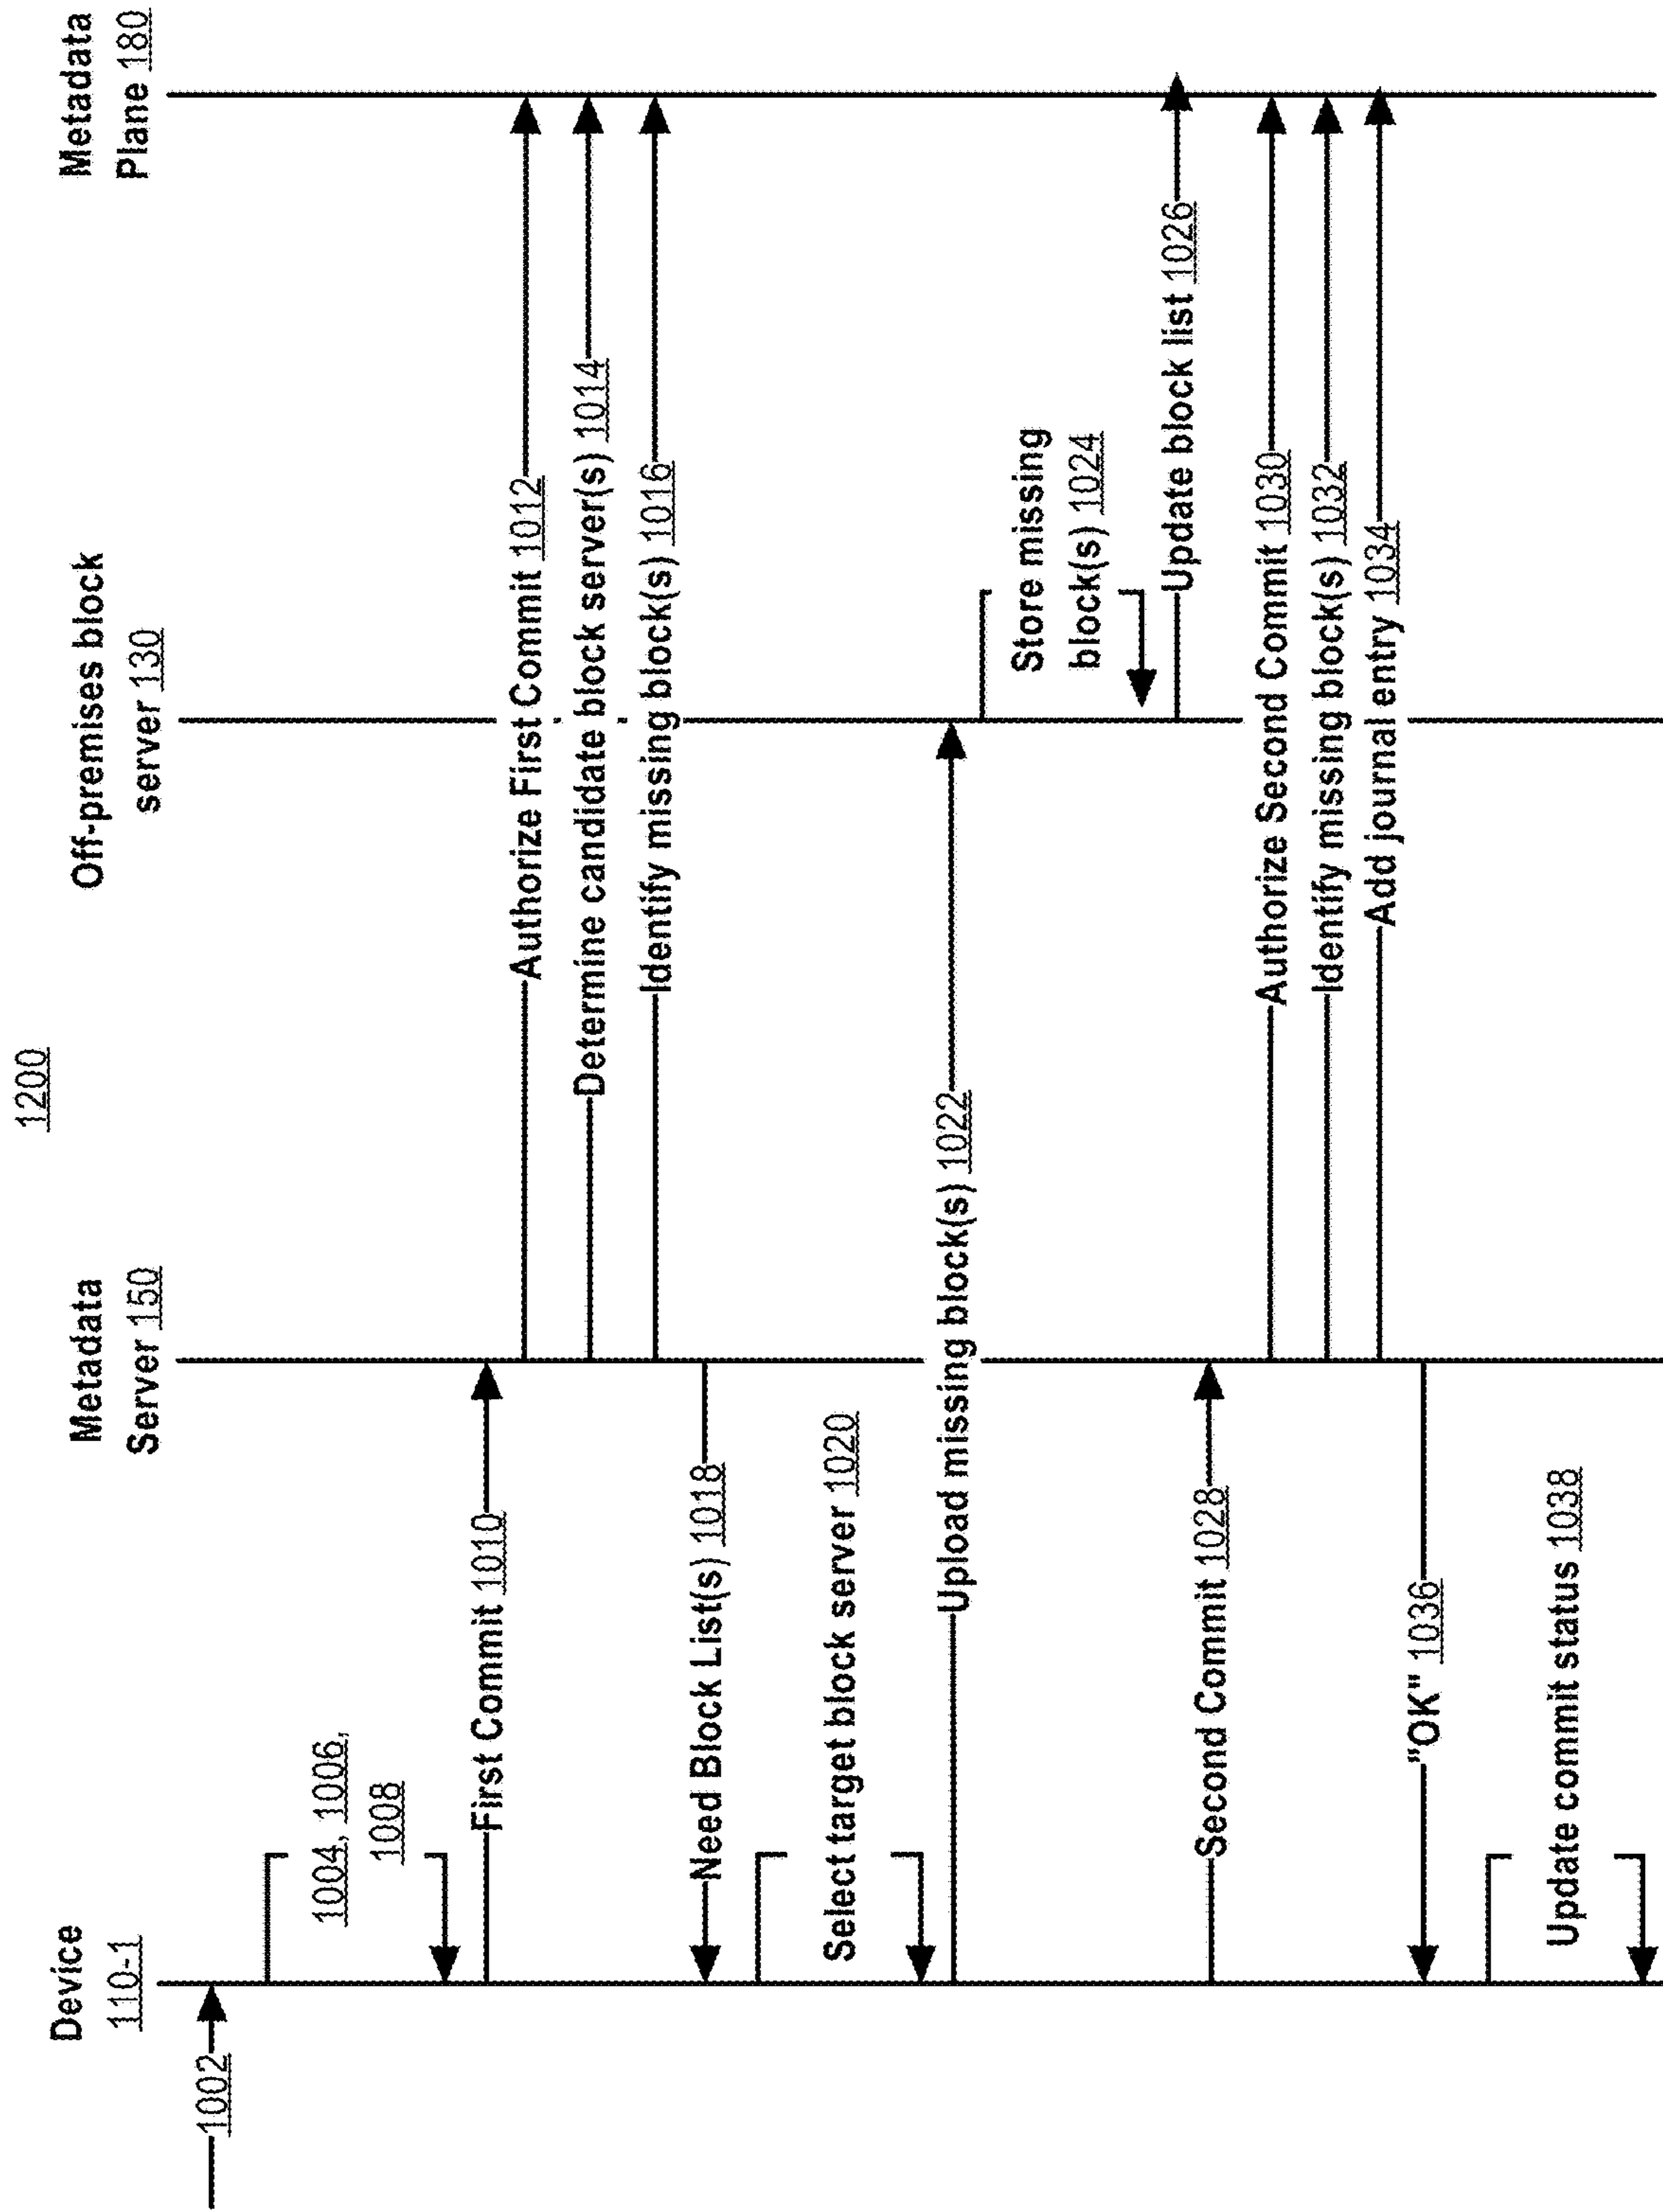 1200
Device
110-1
Metadata
Server 150
Off-premises block
server 130
Metadata
Plane 180
1002
1004, 1006,
1008
First Commit 1010
Authorize First Commit 1012
Determine candidate block server(s) 1014
Identify missing block(s) 1016
Need Block List(s) 1018
Select target block server 1020
Upload missing block(s) 1022
Store missing
block(s) 1024
Update block list 1026
Second Commit 1028
Authorize Second Commit 1030
Identify missing block(s) 1032
Add journal entry 1034
"OK" 1036
Update commit status 1038